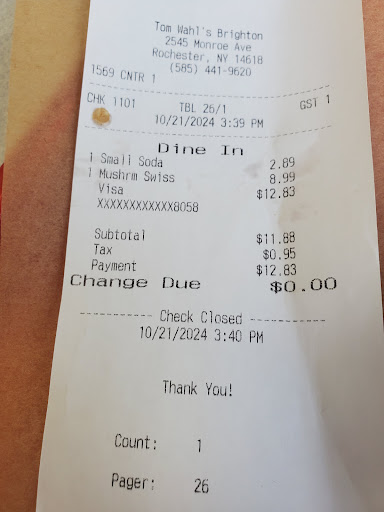 Tom Wahl's Brighton
2545 Monroe Ave
Rochester, NY 14618
(585) 441-9620
1569 CNTR 1
CHK 1101 TBL 26/1 GST 1
10/21/2024 3:39 PM
Dine In
1 Small Soda 2.89
1 Mushrm Swiss 8.99
Visa $12.83
XXXXXXXXXXXX8058
Subtotal $11.88
Tax $0.95
Payment $12.83
Change Due $0.00
---------- Check Closed ----------
10/21/2024 3:40 PM
Thank You!
Count: 1
Pager: 26